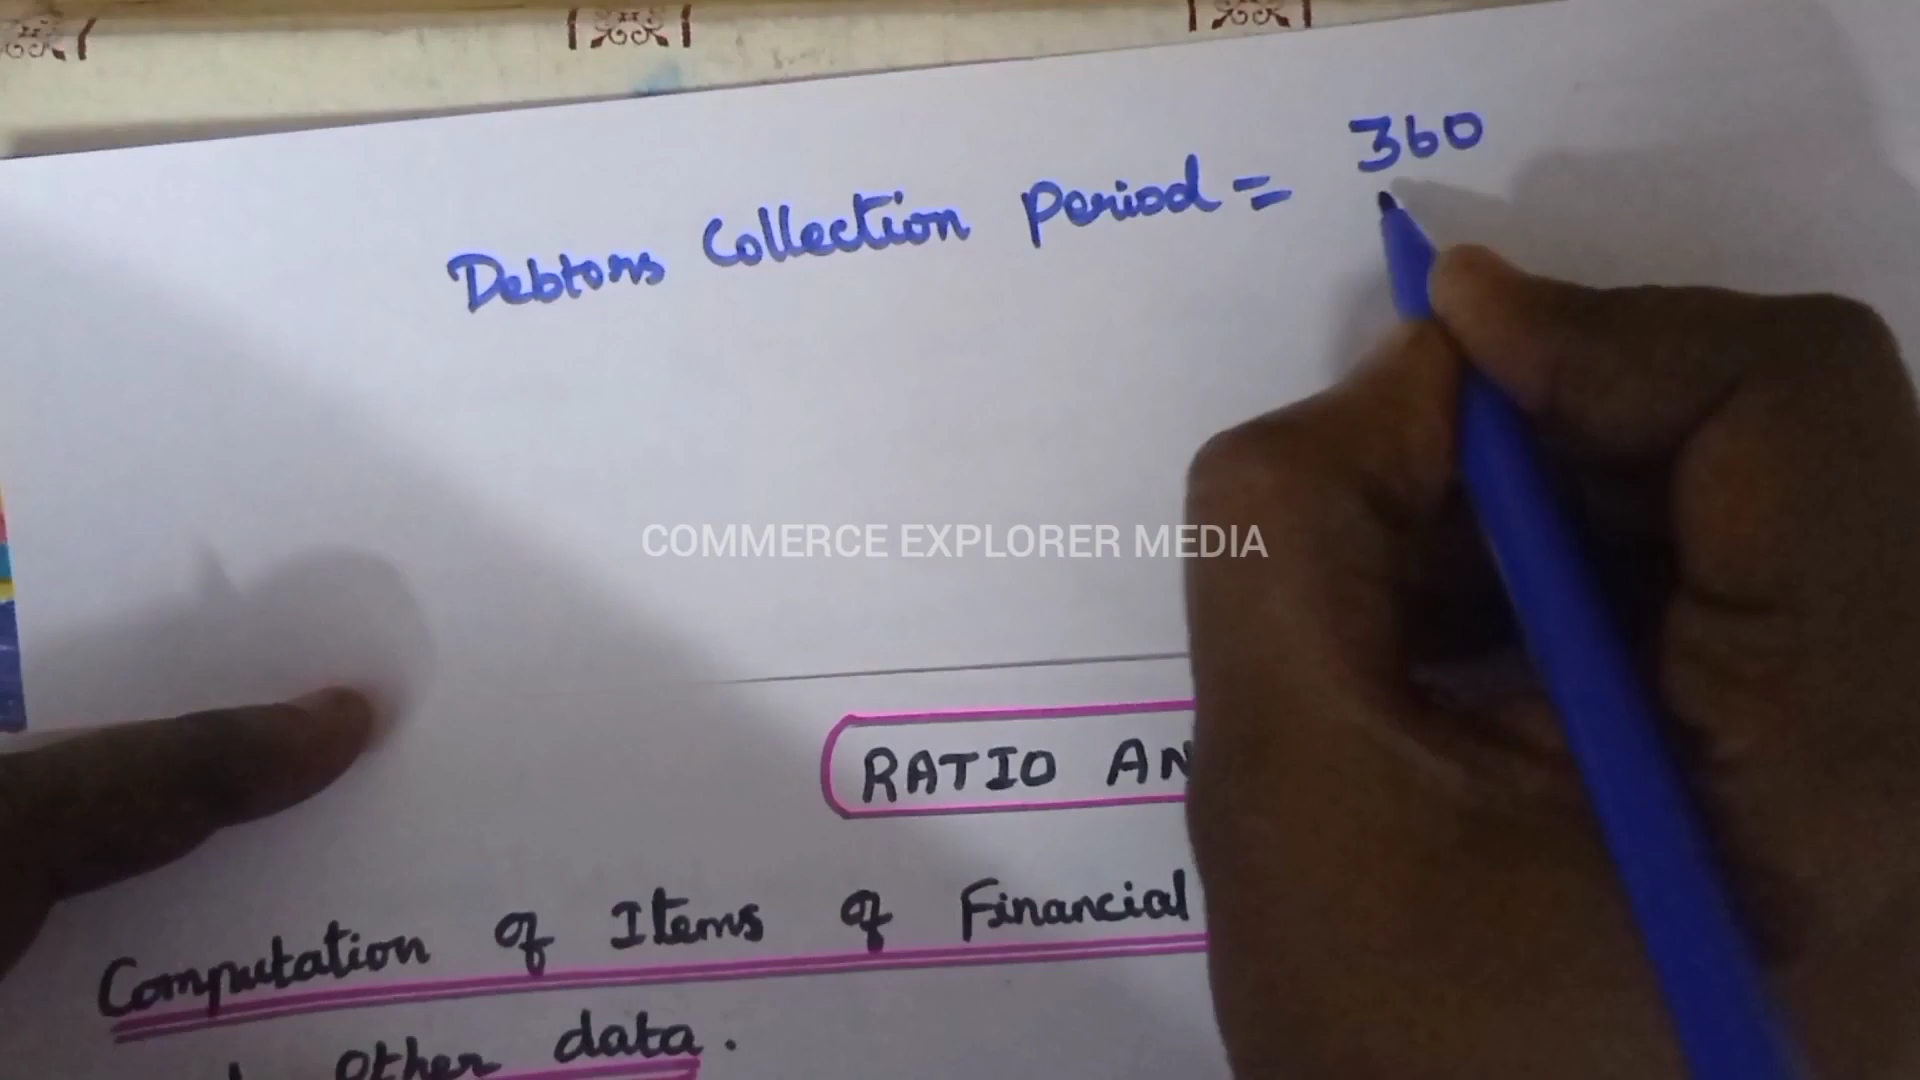 Debtors Collection period = 360
COMMERCE EXPLORER MEDIA
RATIO AN
Computation of Items of Financial
Other data.